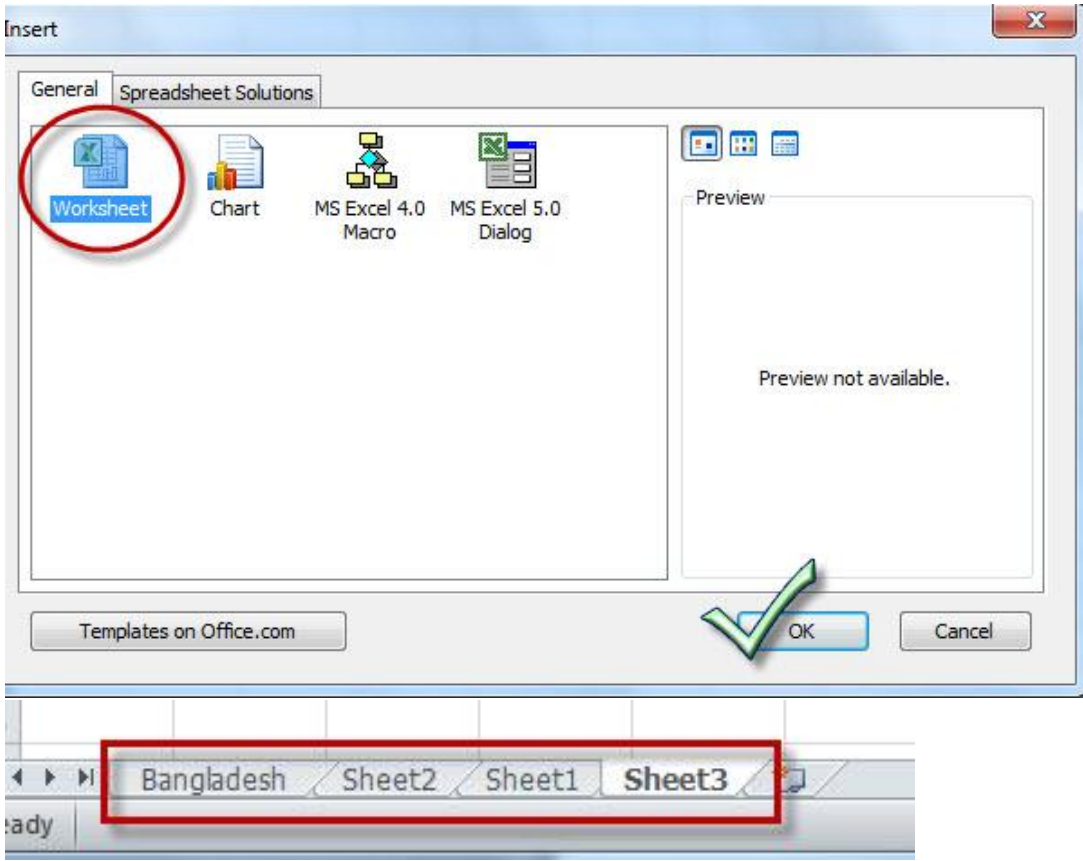 Insert
General Spreadsheet Solutions
Worksheet Chart MS Excel 4.0 Macro MS Excel 5.0 Dialog
Preview
Preview not available.
Templates on Office.com OK Cancel
Bangladesh Sheet2 Sheet1 Sheet3
eady